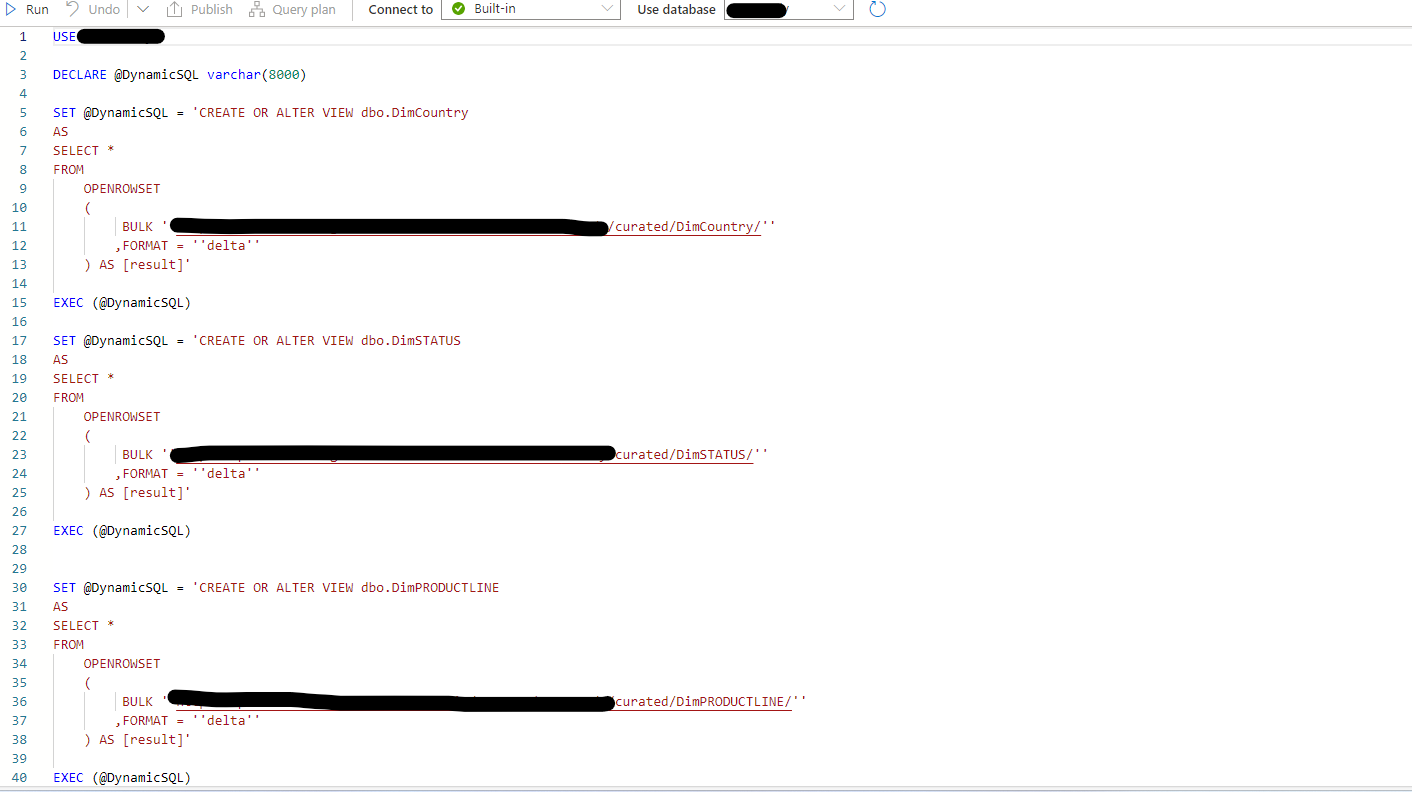 Run Undo Publish Query plan Connect to Built-in Use database
1 USE
2
3 DECLARE @DynamicSQL varchar(8000)
4
5 SET @DynamicSQL = 'CREATE OR ALTER VIEW dbo.DimCountry
6 AS
7 SELECT *
8 FROM
9 OPENROWSET
10 (
11 BULK ' /curated/DimCountry/''
12 ,FORMAT = ''delta''
13 ) AS [result]'
14
15 EXEC (@DynamicSQL)
16
17 SET @DynamicSQL = 'CREATE OR ALTER VIEW dbo.DimSTATUS
18 AS
19 SELECT *
20 FROM
21 OPENROWSET
22 (
23 BULK ' curated/DimSTATUS/''
24 ,FORMAT = ''delta''
25 ) AS [result]'
26
27 EXEC (@DynamicSQL)
28
29
30 SET @DynamicSQL = 'CREATE OR ALTER VIEW dbo.DimPRODUCTLINE
31 AS
32 SELECT *
33 FROM
34 OPENROWSET
35 (
36 BULK ' curated/DimPRODUCTLINE/''
37 ,FORMAT = ''delta''
38 ) AS [result]'
39
40 EXEC (@DynamicSQL)